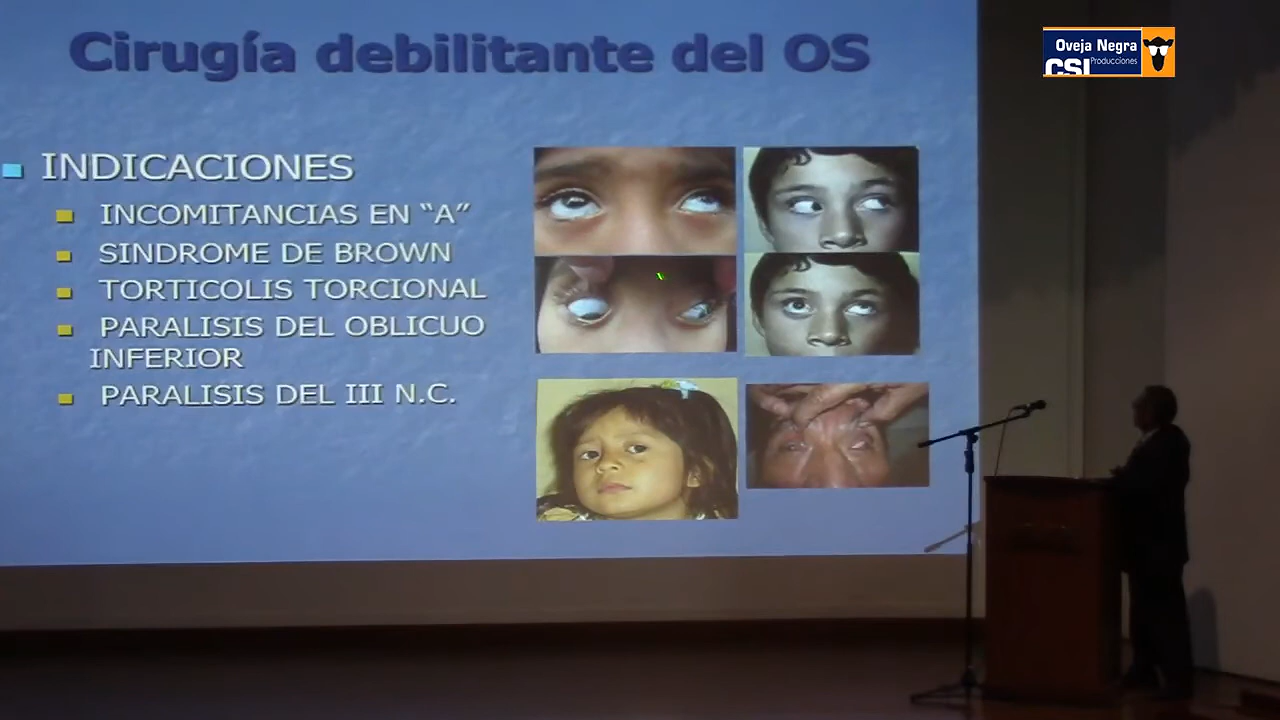 Cirugía debilitante del OS
INDICACIONES
INCOMITANCIAS EN “A”
SINDROME DE BROWN
TORTICOLIS TORCIONAL
PARALISIS DEL OBLICUO
INFERIOR
PARALISIS DEL III N.C.
Oveja Negra
CSI Producciones